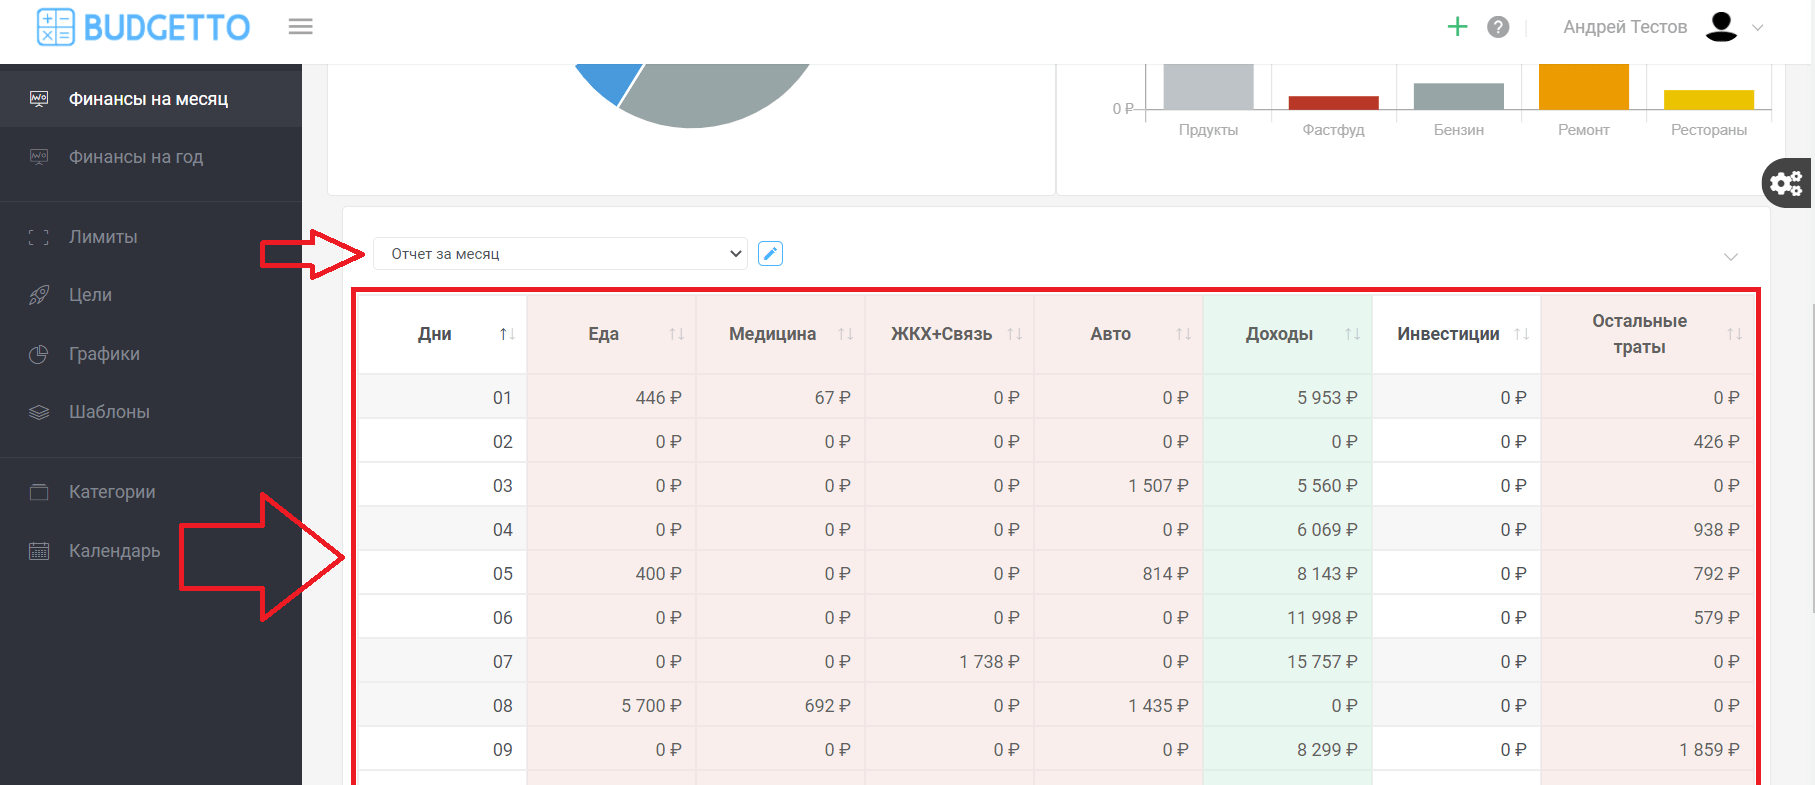 BUDGETTO
Андрей Тестов
Финансы на месяц
Финансы на год
Лимиты
Цели
Графики
Шаблоны
Категории
Календарь
0 ₽
Прдукты Фастфуд Бензин Ремонт Рестораны
Отчет за месяц
Дни Еда Медицина ЖКХ+Связь Авто Доходы Инвестиции Остальные
траты
01 446 ₽ 67 ₽ 0 ₽ 0 ₽ 5 953 ₽ 0 ₽ 0 ₽
02 0 ₽ 0 ₽ 0 ₽ 0 ₽ 0 ₽ 0 ₽ 426 ₽
03 0 ₽ 0 ₽ 0 ₽ 1 507 ₽ 5 560 ₽ 0 ₽ 0 ₽
04 0 ₽ 0 ₽ 0 ₽ 0 ₽ 6 069 ₽ 0 ₽ 938 ₽
05 400 ₽ 0 ₽ 0 ₽ 814 ₽ 8 143 ₽ 0 ₽ 792 ₽
06 0 ₽ 0 ₽ 0 ₽ 0 ₽ 11 998 ₽ 0 ₽ 579 ₽
07 0 ₽ 0 ₽ 1 738 ₽ 0 ₽ 15 757 ₽ 0 ₽ 0 ₽
08 5 700 ₽ 692 ₽ 0 ₽ 1 435 ₽ 0 ₽ 0 ₽ 0 ₽
09 0 ₽ 0 ₽ 0 ₽ 0 ₽ 8 299 ₽ 0 ₽ 1 859 ₽